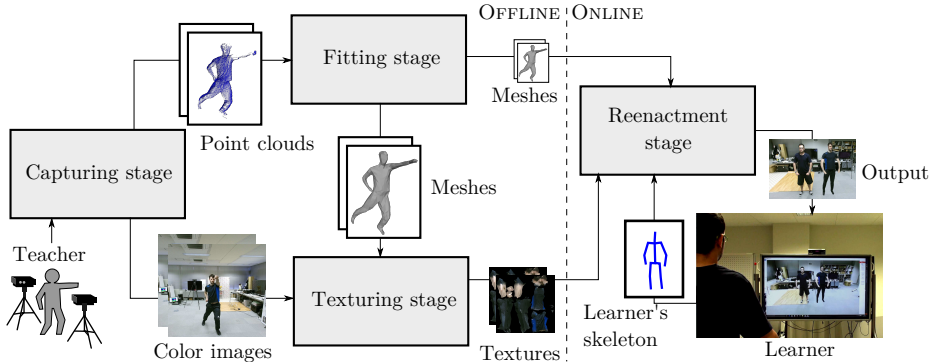 OFFLINE
ONLINE
Fitting stage
Meshes
Point clouds
Reenactment
stage
Capturing stage
Meshes
Output
Teacher
Texturing stage
Learner's
skeleton
Color images
Textures
Learner